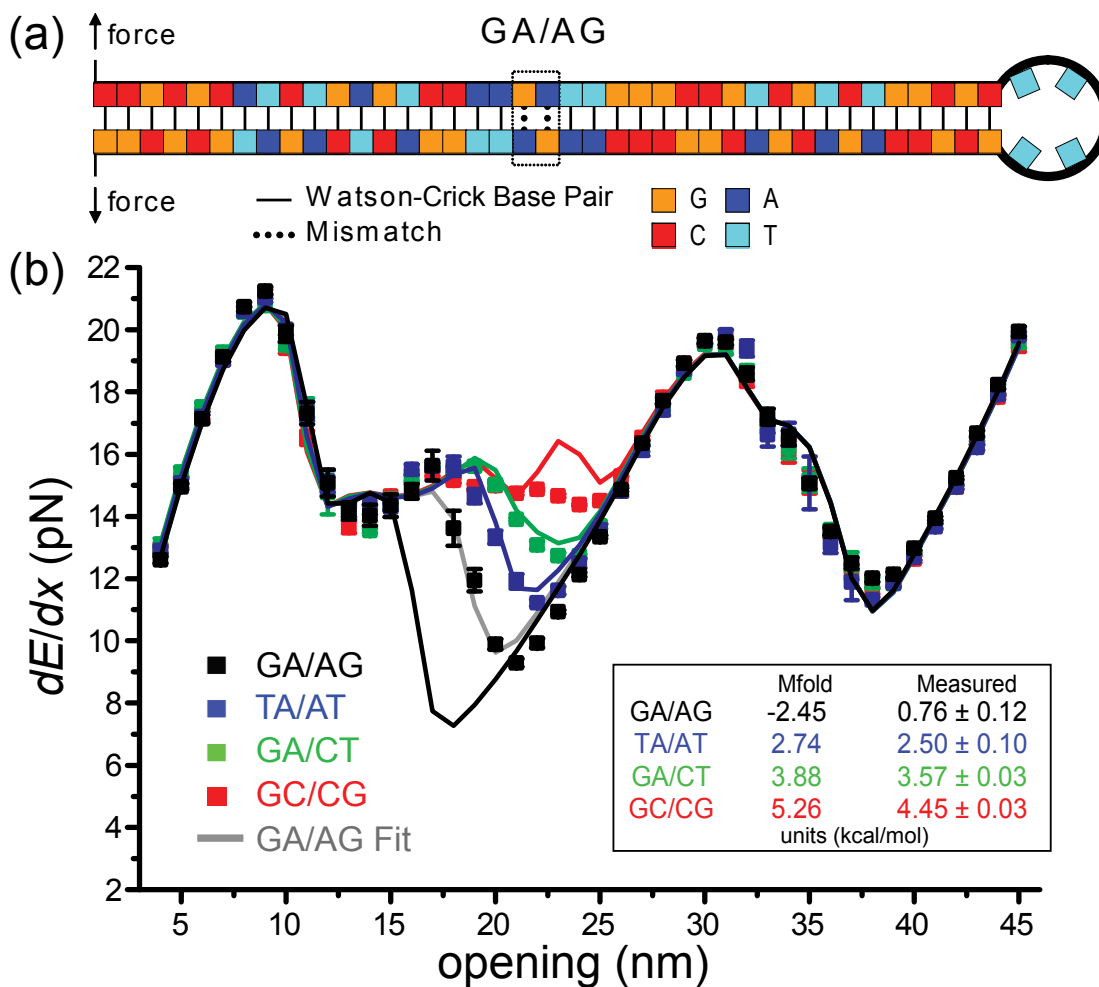 (a)
force
GA/AG
force
Watson-Crick Base Pair
Mismatch
G
A
C
T
(b)
22
20
18
16
14
12
10
8
6
4
2
dE/dx (pN)
GA/AG
TA/AT
GA/CT
GC/CG
GA/AG Fit
Mfold Measured
GA/AG -2.45 0.76 ± 0.12
TA/AT 2.74 2.50 ± 0.10
GA/CT 3.88 3.57 ± 0.03
GC/CG 5.26 4.45 ± 0.03
units (kcal/mol)
5 10 15 20 25 30 35 40 45
opening (nm)